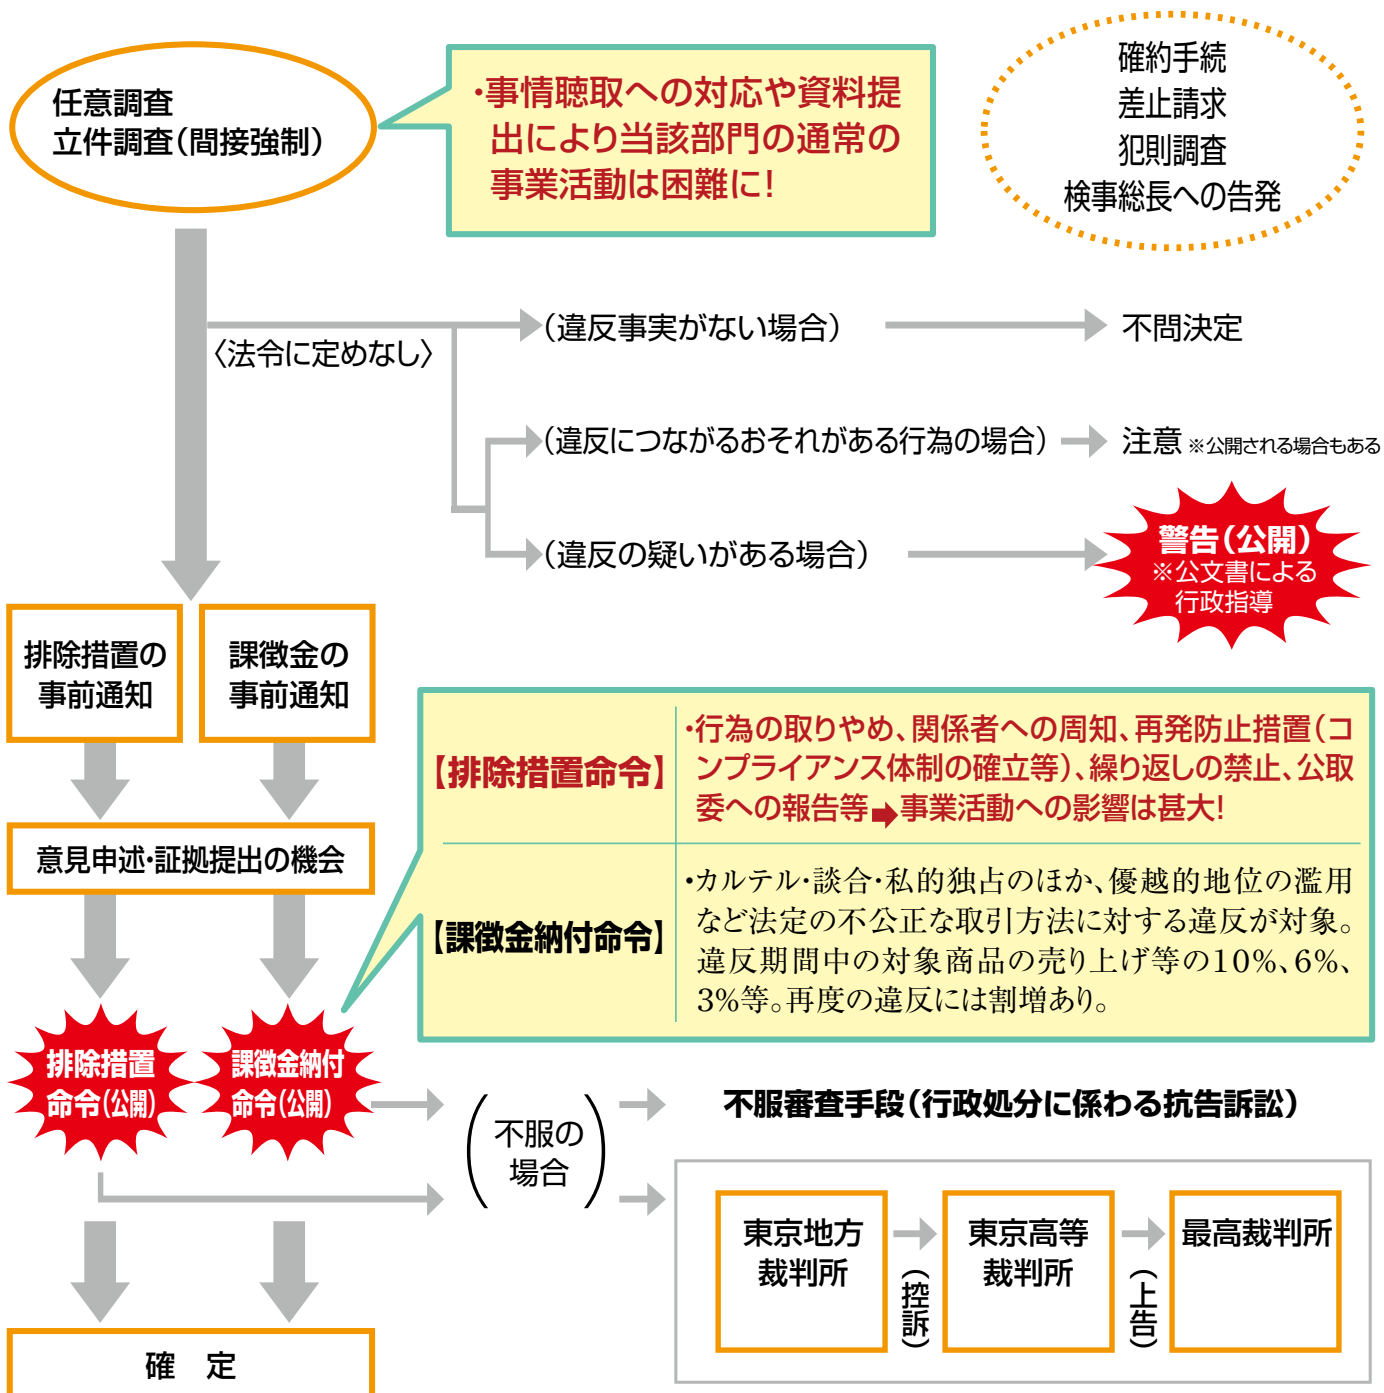 任意調査
立件調査(間接強制)
・事情聴取への対応や資料提
出により当該部門の通常の
事業活動は困難に!
確約手続
差止請求
犯則調査
検事総長への告発
〈法令に定めなし〉
(違反事実がない場合)
不問決定
(違反につながるおそれがある行為の場合)
注意 ※公開される場合もある
(違反の疑いがある場合)
警告(公開)
※公文書による
行政指導
排除措置の
事前通知
課徴金の
事前通知
意見申述・証拠提出の機会
【排除措置命令】
・行為の取りやめ、関係者への周知、再発防止措置(コ
ンプライアンス体制の確立等)、繰り返しの禁止、公取
委への報告等➡事業活動への影響は甚大!
【課徴金納付命令】
・カルテル・談合・私的独占のほか、優越的地位の濫用
など法定の不公正な取引方法に対する違反が対象。
違反期間中の対象商品の売り上げ等の10%、6%、
3%等。再度の違反には割増あり。
排除措置
命令(公開)
課徴金納付
命令(公開)
(不服の
場合)
不服審査手段(行政処分に係わる抗告訴訟)
東京地方
裁判所
(控訴)
東京高等
裁判所
(上告)
最高裁判所
確　定